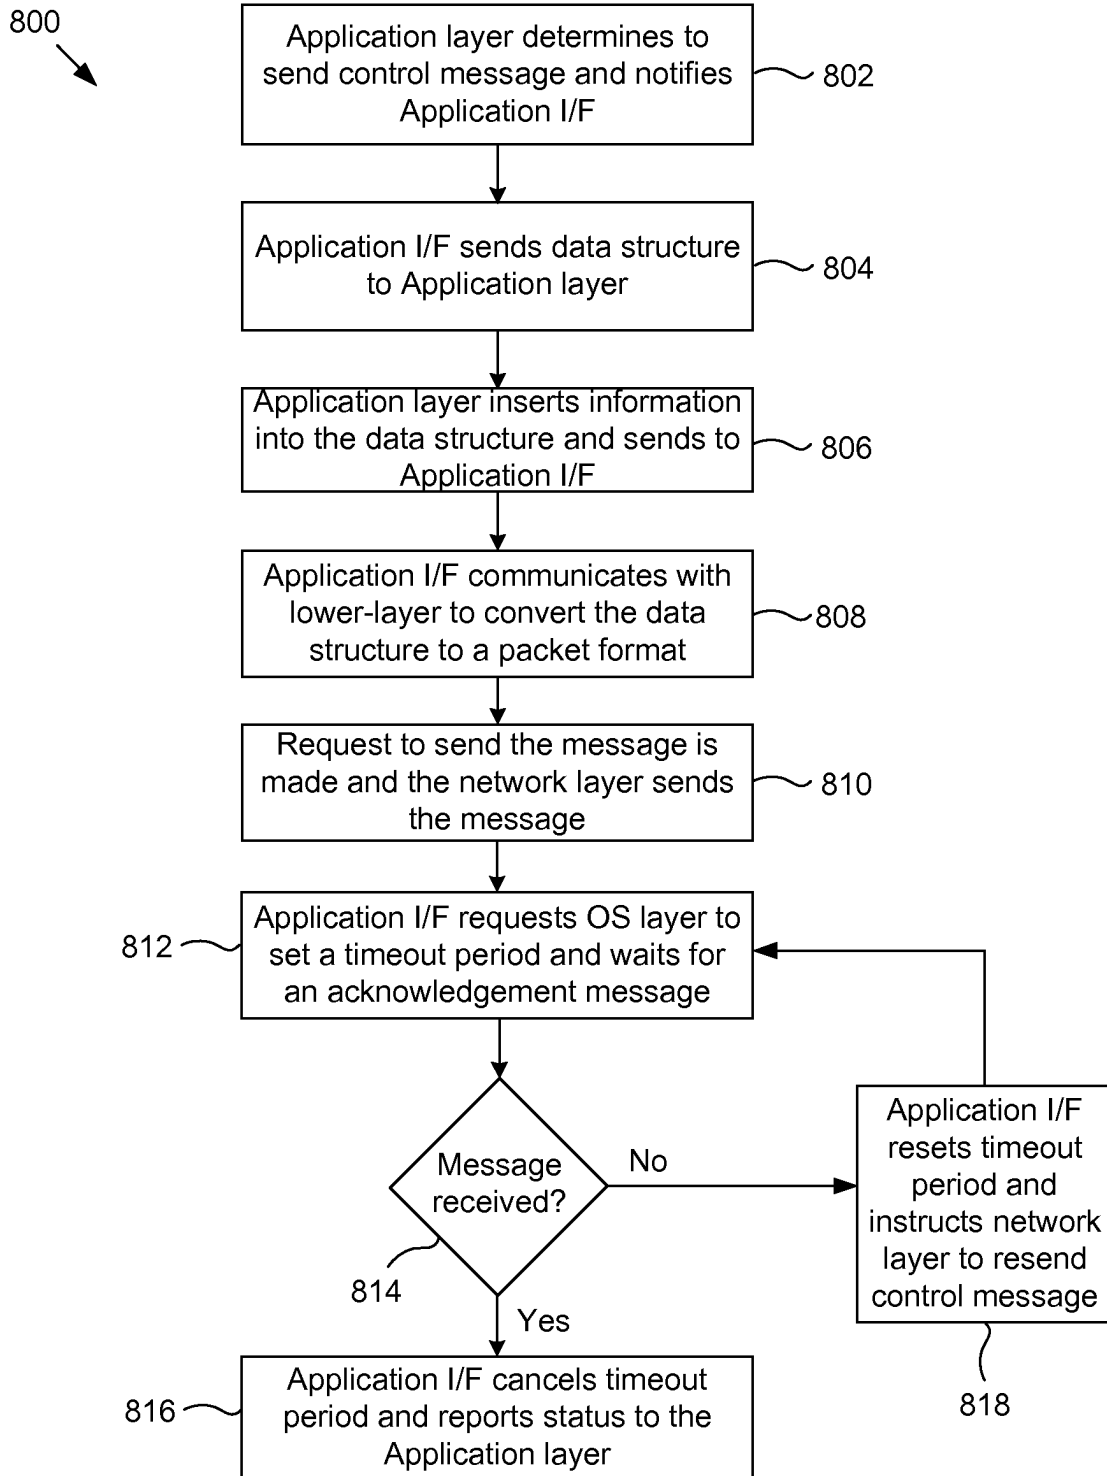 800
Application layer determines to
send control message and notifies
Application I/F
802
Application I/F sends data structure
to Application layer
804
Application layer inserts information
into the data structure and sends to
Application I/F
806
Application I/F communicates with
lower-layer to convert the data
structure to a packet format
808
Request to send the message is
made and the network layer sends
the message
810
Application I/F requests OS layer to
set a timeout period and waits for
an acknowledgement message
812
Message
received?
814
No
Yes
Application I/F
resets timeout
period and
instructs network
layer to resend
control message
818
Application I/F cancels timeout
period and reports status to the
Application layer
816